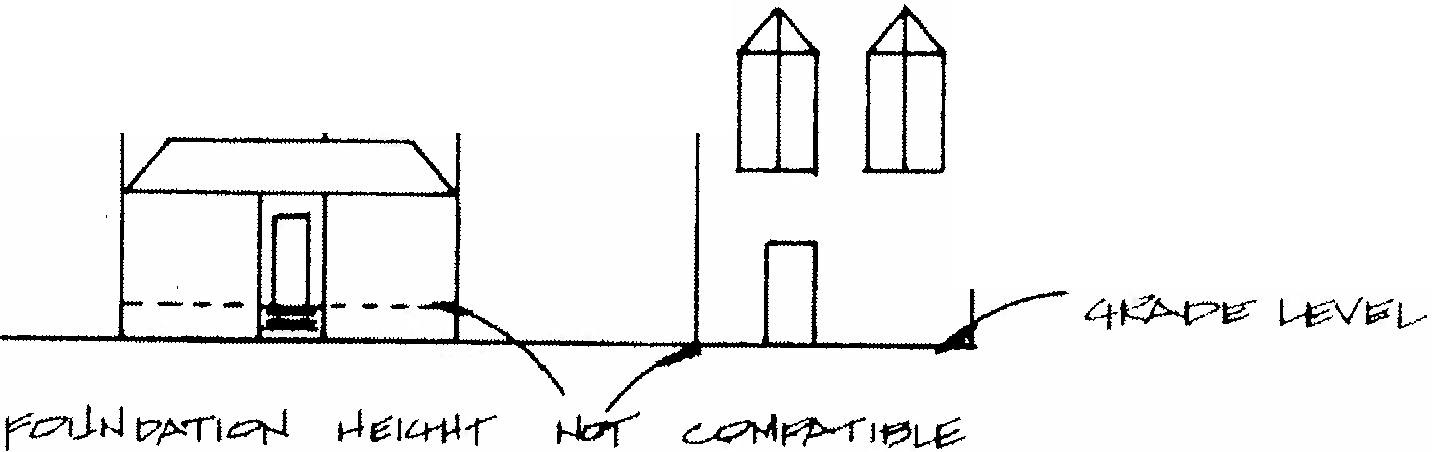 GRADE LEVEL
FOUNDATION HEIGHT NOT COMPATIBLE